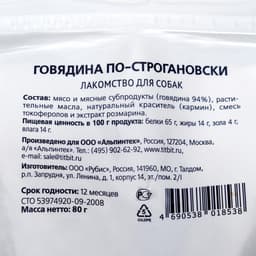 ГОВЯДИНА ПО-СТРОГАНОВСКИ
ЛАКОМСТВО ДЛЯ СОБАК
Состав: мясо и мясные субпродукты (говядина 94%), расти-
тельные масла, натуральный краситель (кармин), смесь
токоферолов и экстракт розмарина.
Пищевая ценность в 100 г продукта: белки 65 г, жиры 14 г, зола 4 г,
влага 14 г.
Произведено для ООО «Альпинтех», Россия, 127204, Москва,
а/я «Альпинтех». Тел.: (495) 902-62-92, www.titbit.ru
e-mail: sale@titbit.ru
Изготовлено: ООО «Рубис», Россия, 141960, МО, г. Талдом,
р.п. Запрудня, ул. Ленина, д. 1, корпус 14, эт./пом. 2/I
Срок годности: 12 месяцев
СТО 53974920-09-2008
Масса нетто: 80 г
4 690538 018538